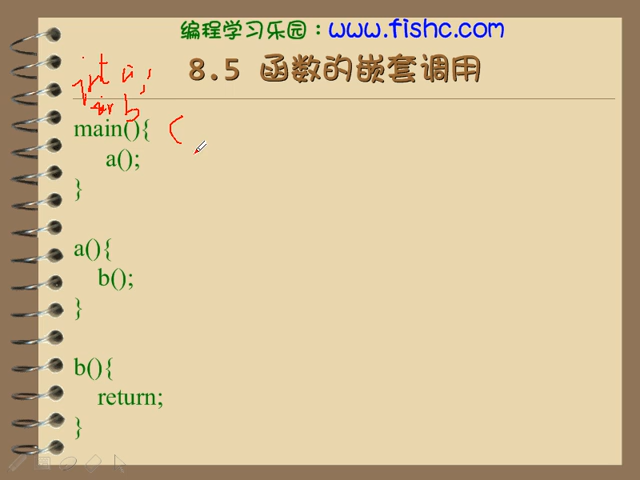 编程学习乐园：www.fishc.com
8.5 函数的嵌套调用
main(){
a();
}
a(){
b();
}
b(){
return;
}